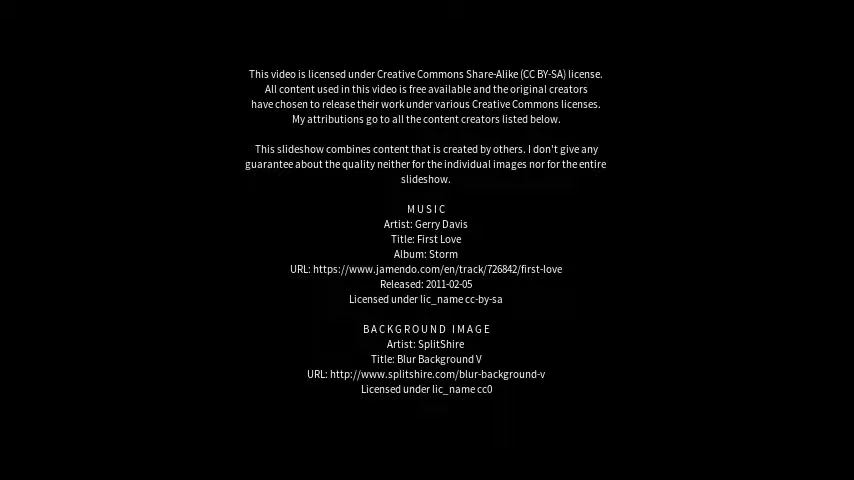 This video is licensed under Creative Commons Share-Alike (CC BY-SA) license.
All content used in this video is free available and the original creators
have chosen to release their work under various Creative Commons licenses.
My attributions go to all the content creators listed below.
This slideshow combines content that is created by others. I don't give any
guarantee about the quality neither for the individual images nor for the entire
slideshow.
MUSIC
Artist: Gerry Davis
Title: First Love
Album: Storm
URL: https://www.jamendo.com/en/track/726842/first-love
Released: 2011-02-05
Licensed under lic_name cc-by-sa
BACKGROUND IMAGE
Artist: SplitShire
Title: Blur Background V
URL: http://www.splitshire.com/blur-background-v
Licensed under lic_name cc0